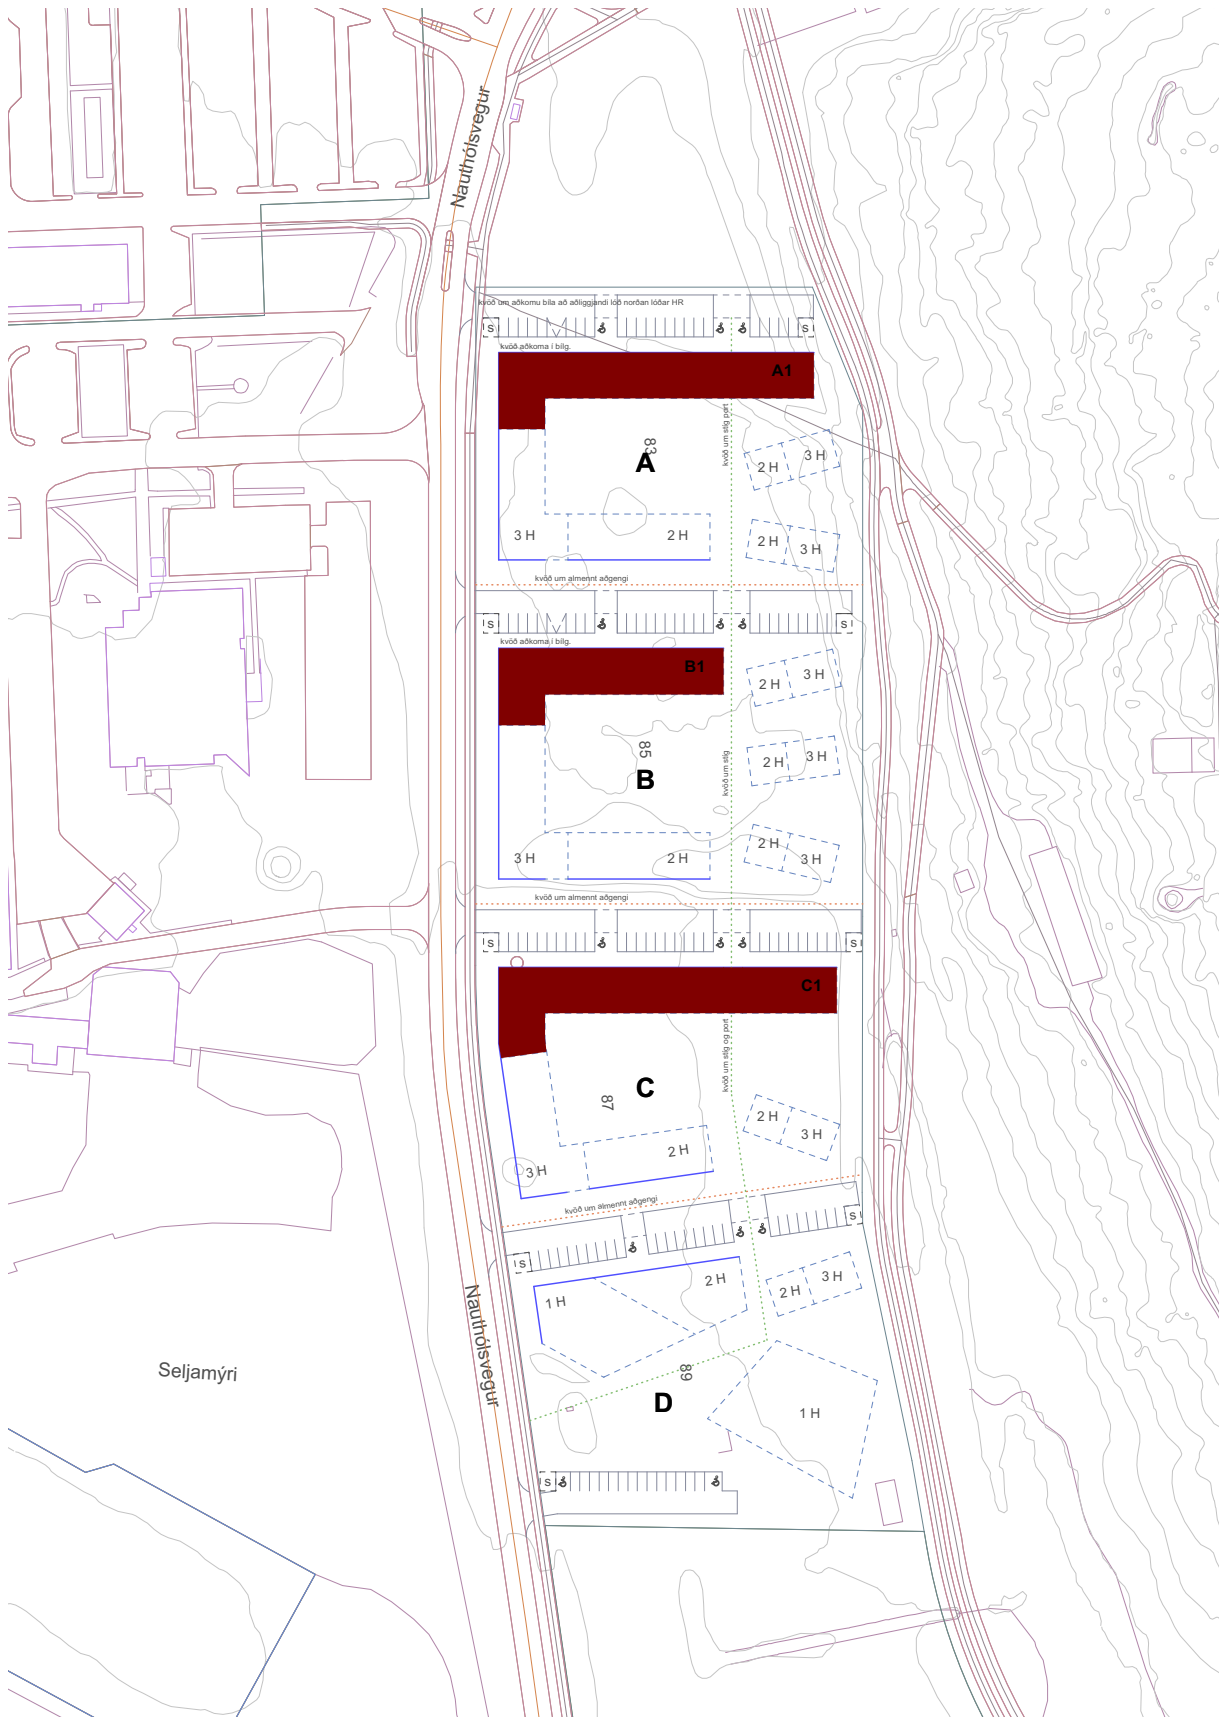 Nauthólsvegur
kvöð um aðkomu bíla að aðliggjandi lóð norðan lóðar HR
S
S
kvöð aðkoma í bílg.
A1
kvöð um stíg port
83
A
2 H
3 H
3 H
2 H
2 H
3 H
kvöð um almennt aðgengi
S
S
kvöð aðkoma í bílg.
B1
2 H
3 H
85
B
kvöð um stíg
2 H
3 H
3 H
2 H
2 H
3 H
kvöð um almennt aðgengi
S
S
C1
kvöð um stíg og port
C
87
2 H
3 H
3 H
2 H
kvöð um almennt aðgengi
S
S
1 H
2 H
2 H
3 H
Nauthólsvegur
Seljamýri
89
D
1 H
S